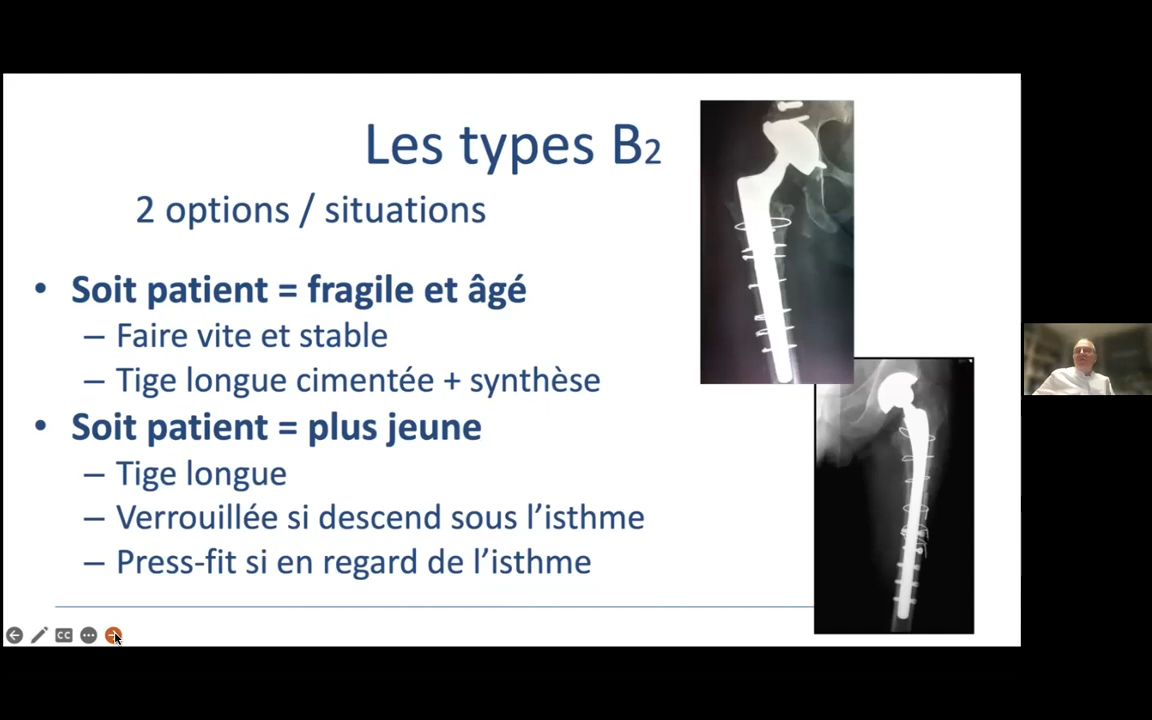 Les types B2
2 options / situations
• Soit patient = fragile et âgé
– Faire vite et stable
– Tige longue cimentée + synthèse
• Soit patient = plus jeune
– Tige longue
– Verrouillée si descend sous l’isthme
– Press-fit si en regard de l’isthme
CC